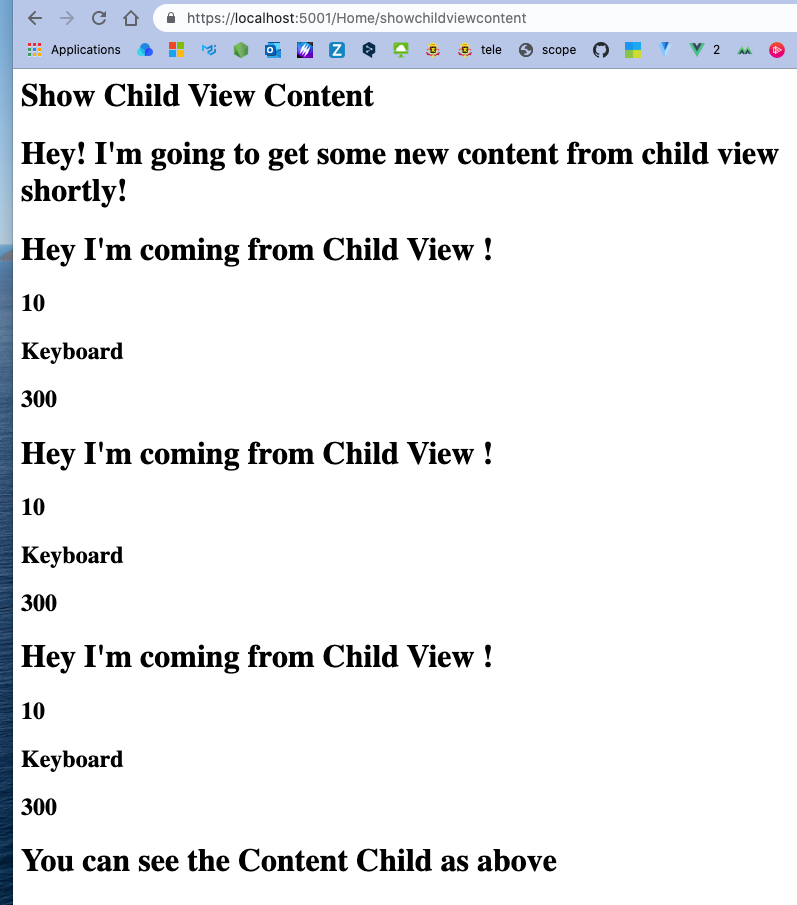 https://localhost:5001/Home/showchildviewcontent
Applications Z tele scope 2
Show Child View Content
Hey! I'm going to get some new content from child view
shortly!
Hey I'm coming from Child View !
10
Keyboard
300
Hey I'm coming from Child View !
10
Keyboard
300
Hey I'm coming from Child View !
10
Keyboard
300
You can see the Content Child as above